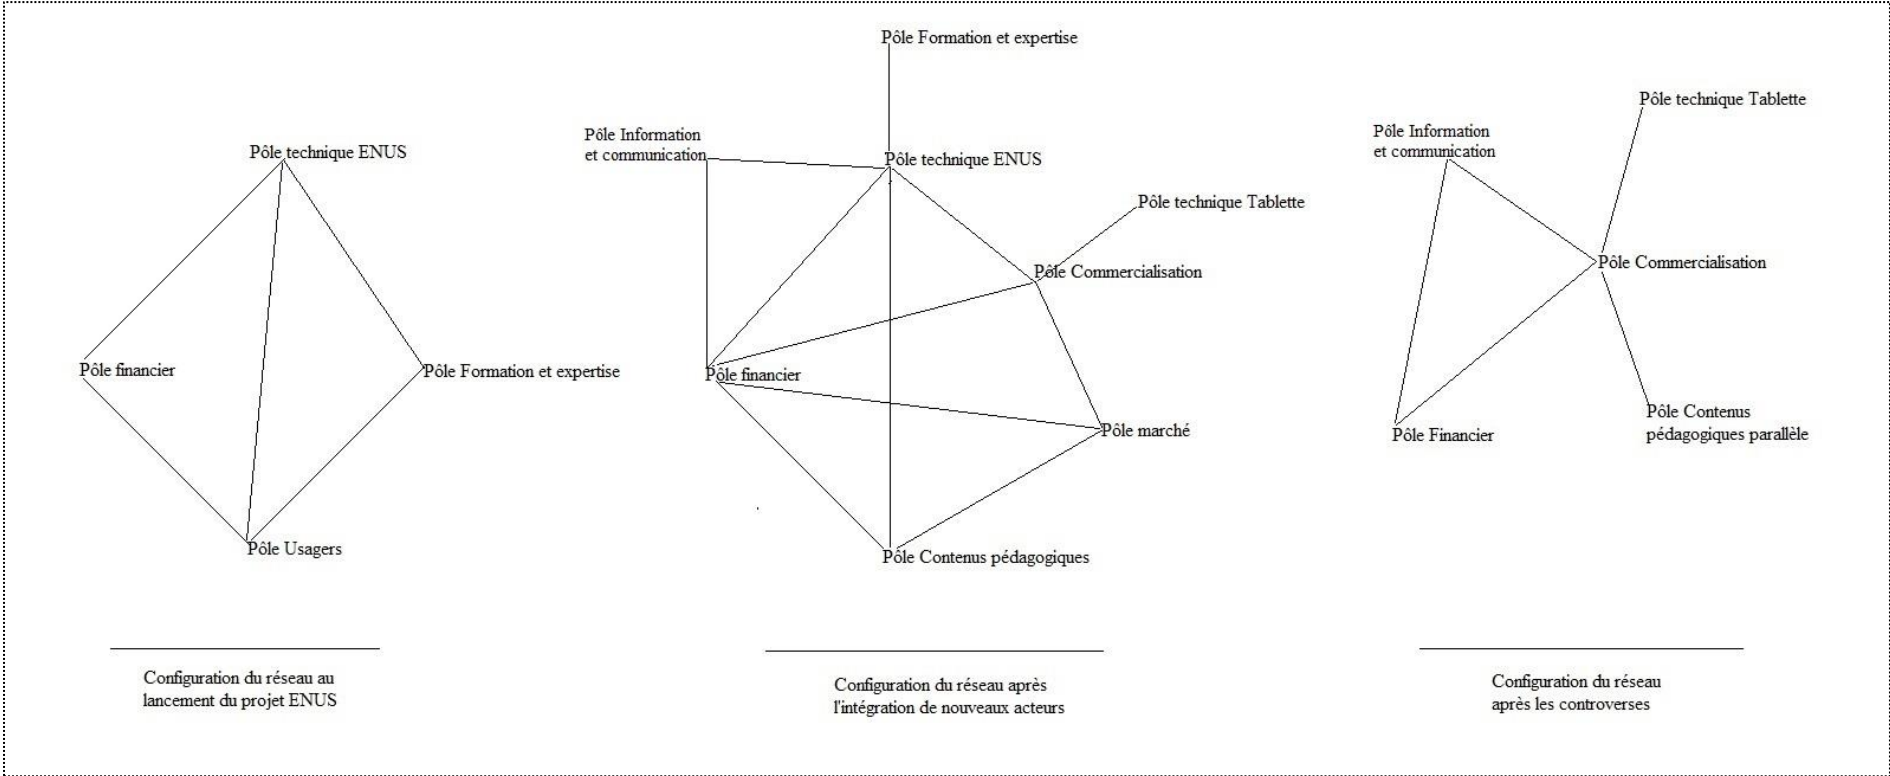 Pôle technique ENUS
Pôle financier
Pôle Formation et expertise
Pôle Usagers
Configuration du réseau au
lancement du projet ENUS
Pôle Formation et expertise
Pôle Information
et communication
Pôle technique ENUS
Pôle technique Tablette
Pôle Commercialisation
Pôle financier
Pôle marché
Pôle Contenus pédagogiques
Configuration du réseau après
l'intégration de nouveaux acteurs
Pôle technique Tablette
Pôle Information
et communication
Pôle Commercialisation
Pôle Contenus
pédagogiques parallèle
Pôle Financier
Configuration du réseau
après les controverses